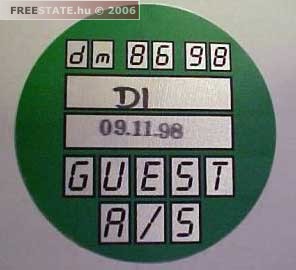 FREESTATE.hu © 2006
dm 86 98
DI
09.11.98
GUEST
A/S